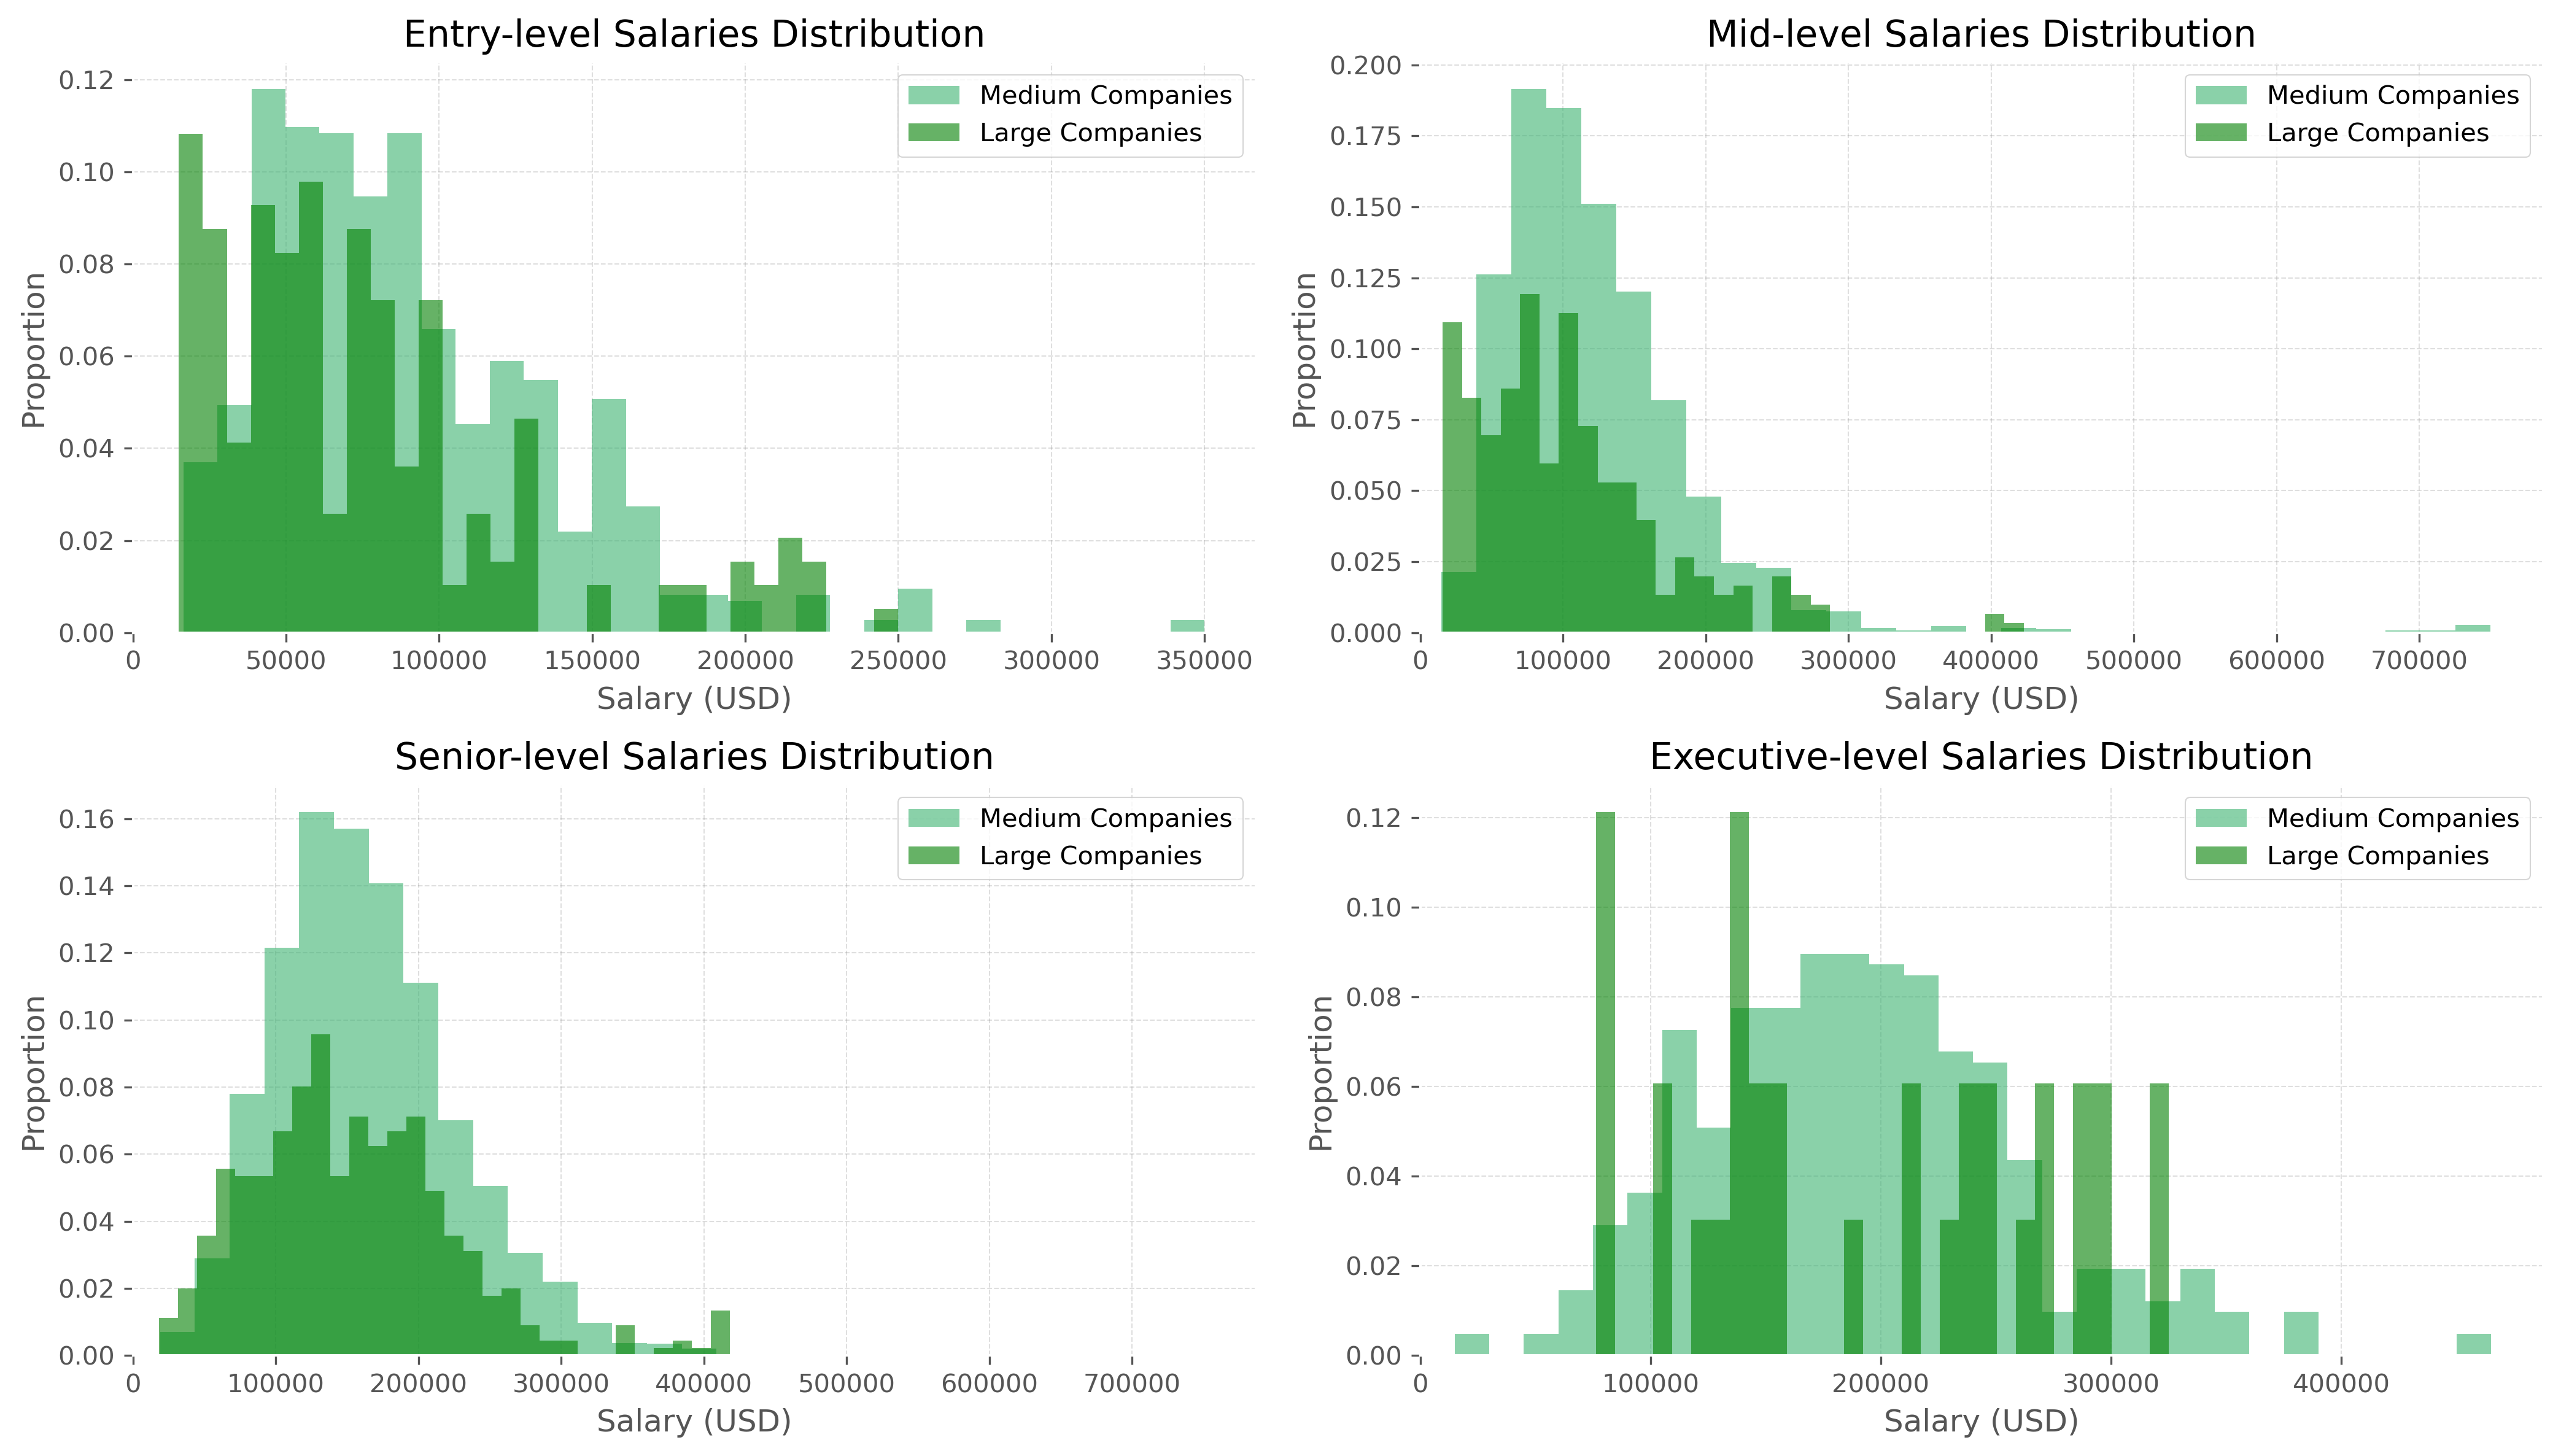 Entry-level Salaries Distribution
0.12
0.10
0.08
0.06
0.04
0.02
0.00
Proportion
Medium Companies
Large Companies
0 50000 100000 150000 200000 250000 300000 350000
Salary (USD)
Mid-level Salaries Distribution
0.200
0.175
0.150
0.125
0.100
0.075
0.050
0.025
0.000
Proportion
Medium Companies
Large Companies
0 100000 200000 300000 400000 500000 600000 700000
Salary (USD)
Senior-level Salaries Distribution
0.16
0.14
0.12
0.10
0.08
0.06
0.04
0.02
0.00
Proportion
Medium Companies
Large Companies
0 100000 200000 300000 400000 500000 600000 700000
Salary (USD)
Executive-level Salaries Distribution
0.12
0.10
0.08
0.06
0.04
0.02
0.00
Proportion
Medium Companies
Large Companies
0 100000 200000 300000 400000
Salary (USD)